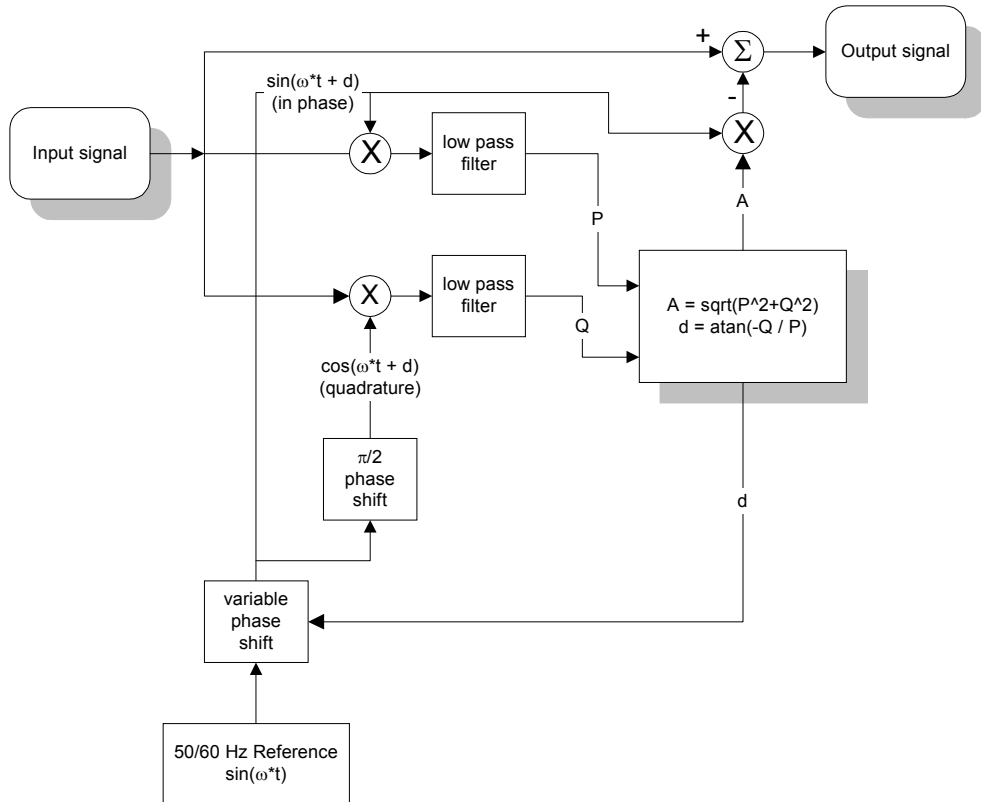 +
Σ
Output signal
sin(ω*t + d)
(in phase)
-
X
Input signal
X
low pass
filter
P
A
X
low pass
filter
Q
A = sqrt(P^2+Q^2)
d = atan(-Q / P)
cos(ω*t + d)
(quadrature)
π/2
phase
shift
d
variable
phase
shift
50/60 Hz Reference
sin(ω*t)